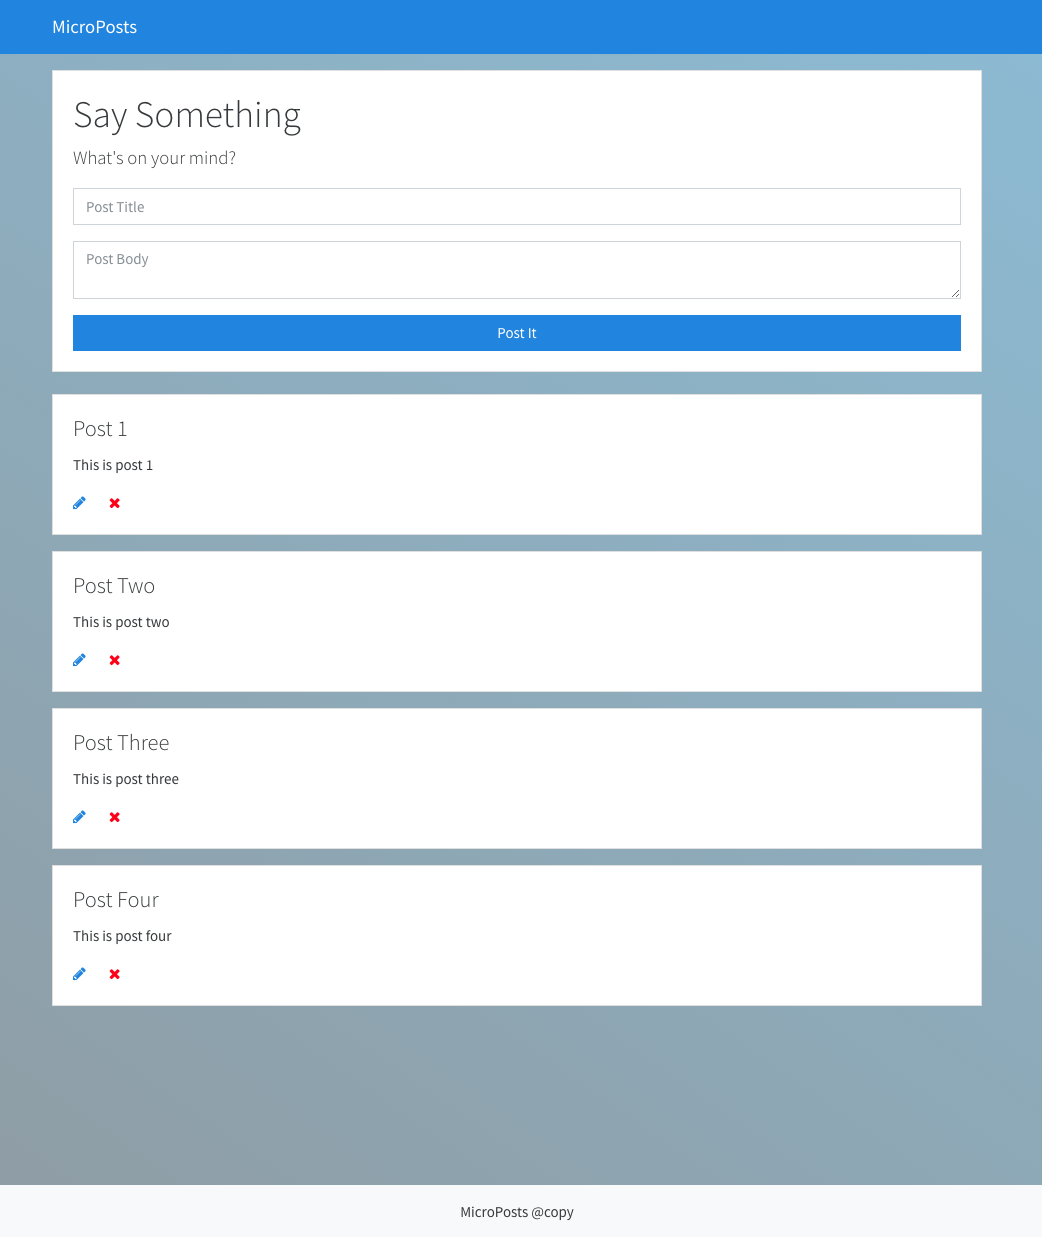 MicroPosts
Say Something
What's on your mind?
Post Title
Post Body
Post It
Post 1
This is post 1
Post Two
This is post two
Post Three
This is post three
Post Four
This is post four
MicroPosts @copy